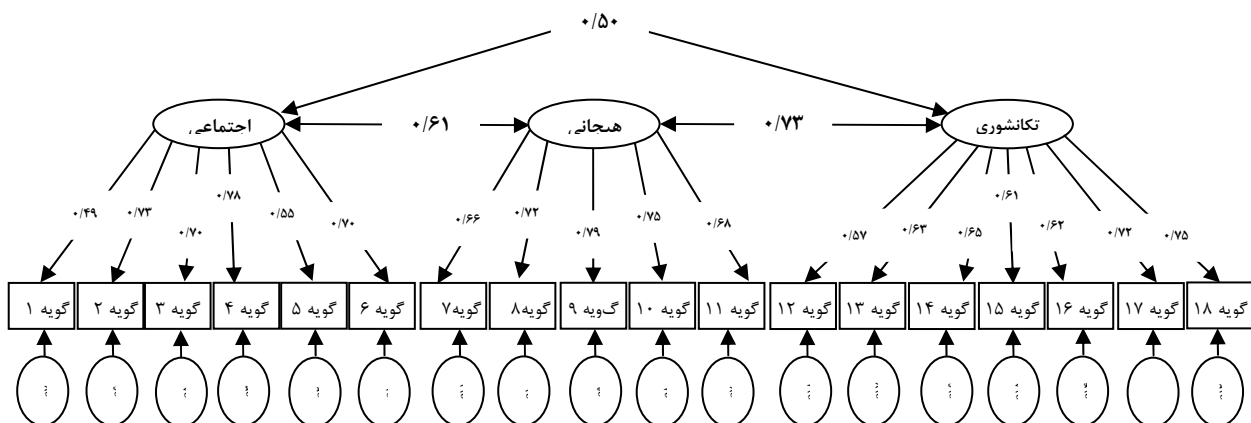 ۰/۵۰
اجتماعی ۰/۶۱ هیجانی ۰/۷۳ تکانشوری
۰/۴۹ ۰/۷۳ ۰/۷۰ ۰/۷۸ ۰/۵۵ ۰/۷۰ ۰/۶۶ ۰/۷۲ ۰/۷۹ ۰/۷۵ ۰/۶۸ ۰/۵۷ ۰/۶۳ ۰/۶۵ ۰/۶۱ ۰/۶۲ ۰/۷۲ ۰/۷۵
گویه ۱ گویه ۲ گویه ۳ گویه ۴ گویه ۵ گویه ۶ گویه۷ گویه۸ گویه ۹ گویه ۱۰ گویه ۱۱ گویه ۱۲ گویه ۱۳ گویه ۱۴ گویه ۱۵ گویه ۱۶ گویه ۱۷ گویه ۱۸